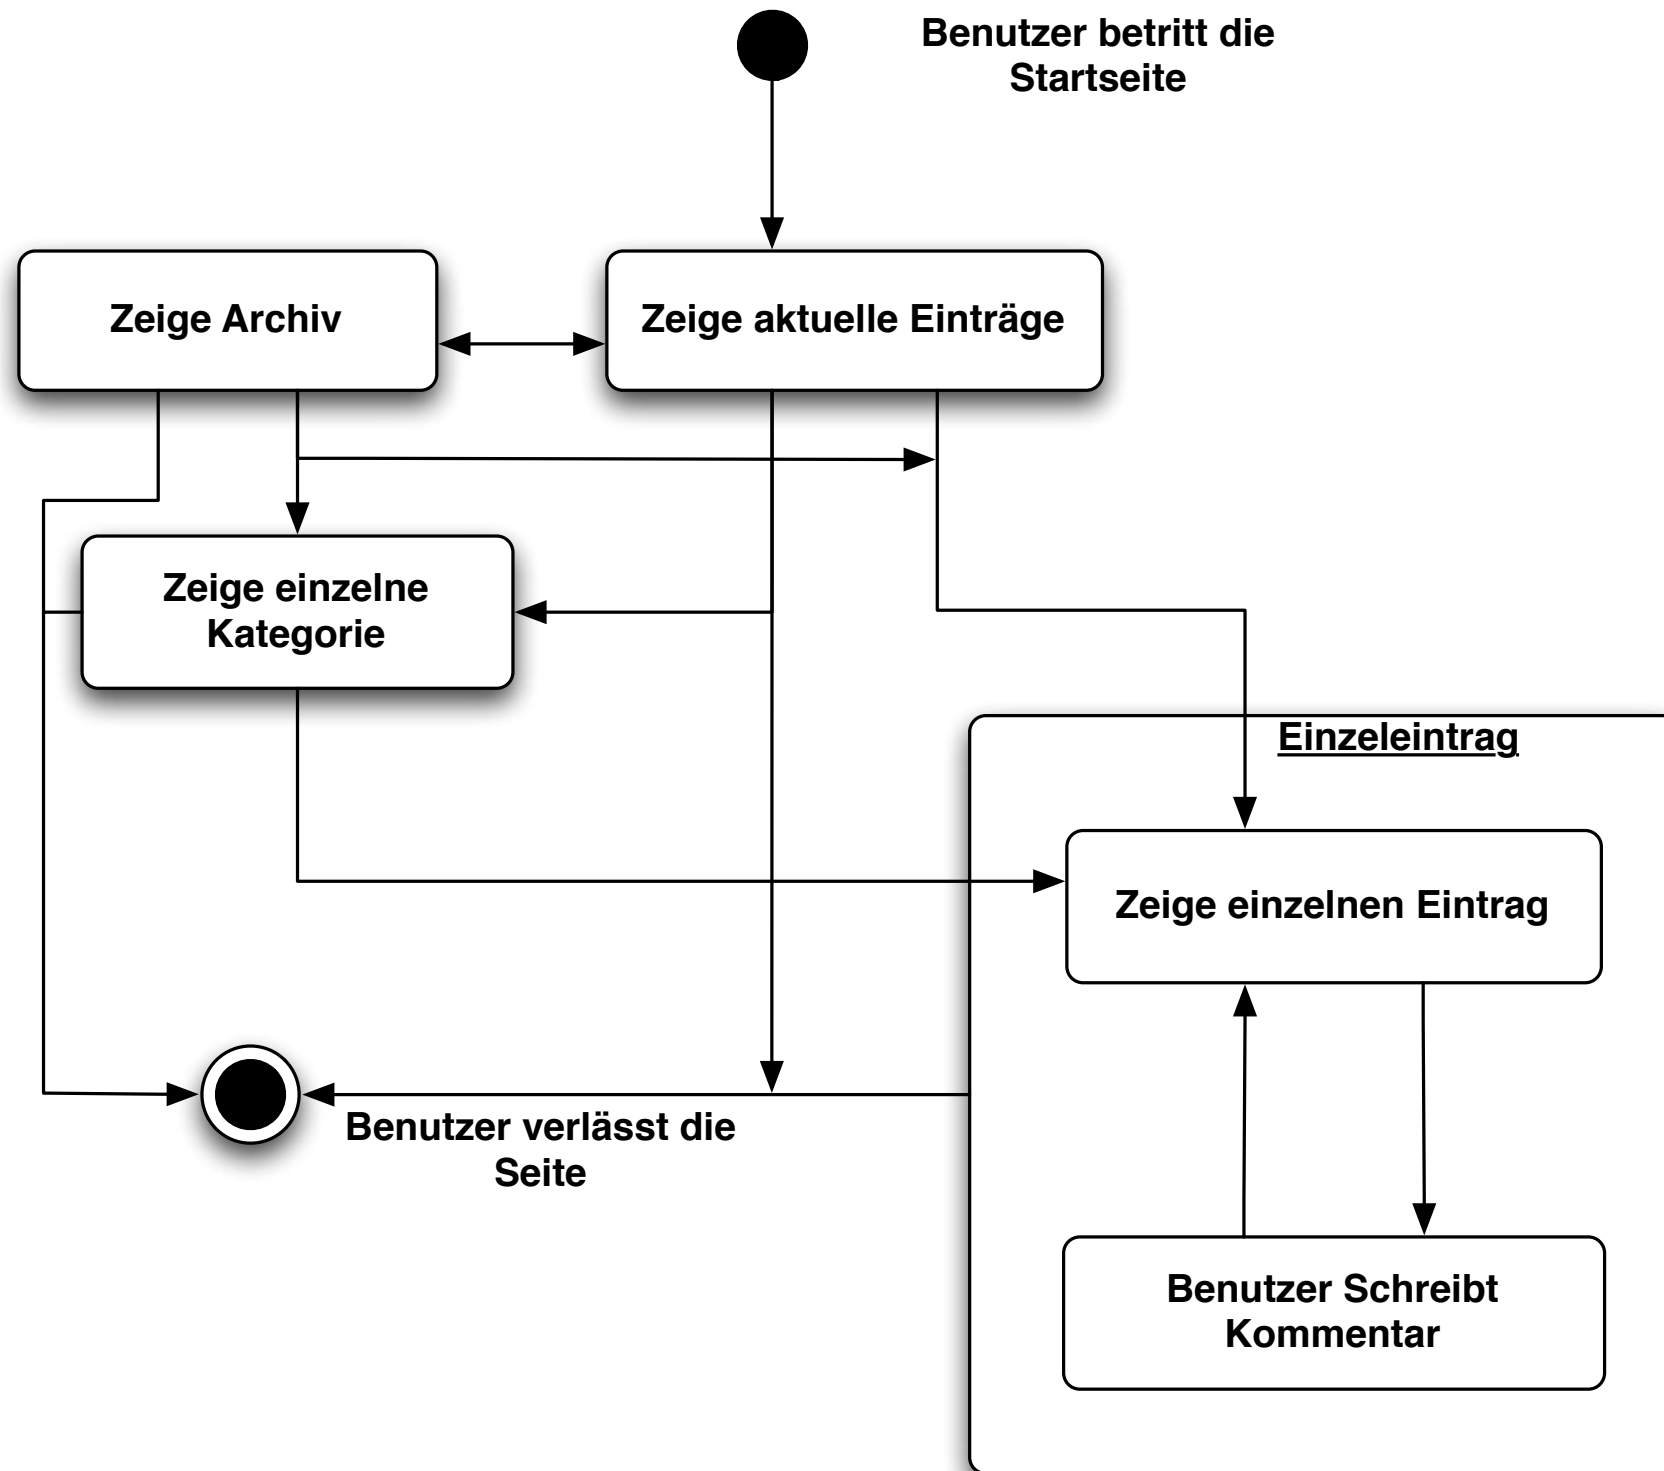 Benutzer betritt die
Startseite
Zeige Archiv
Zeige aktuelle Einträge
Zeige einzelne
Kategorie
Einzeleintrag
Zeige einzelnen Eintrag
Benutzer verlässt die
Seite
Benutzer Schreibt
Kommentar